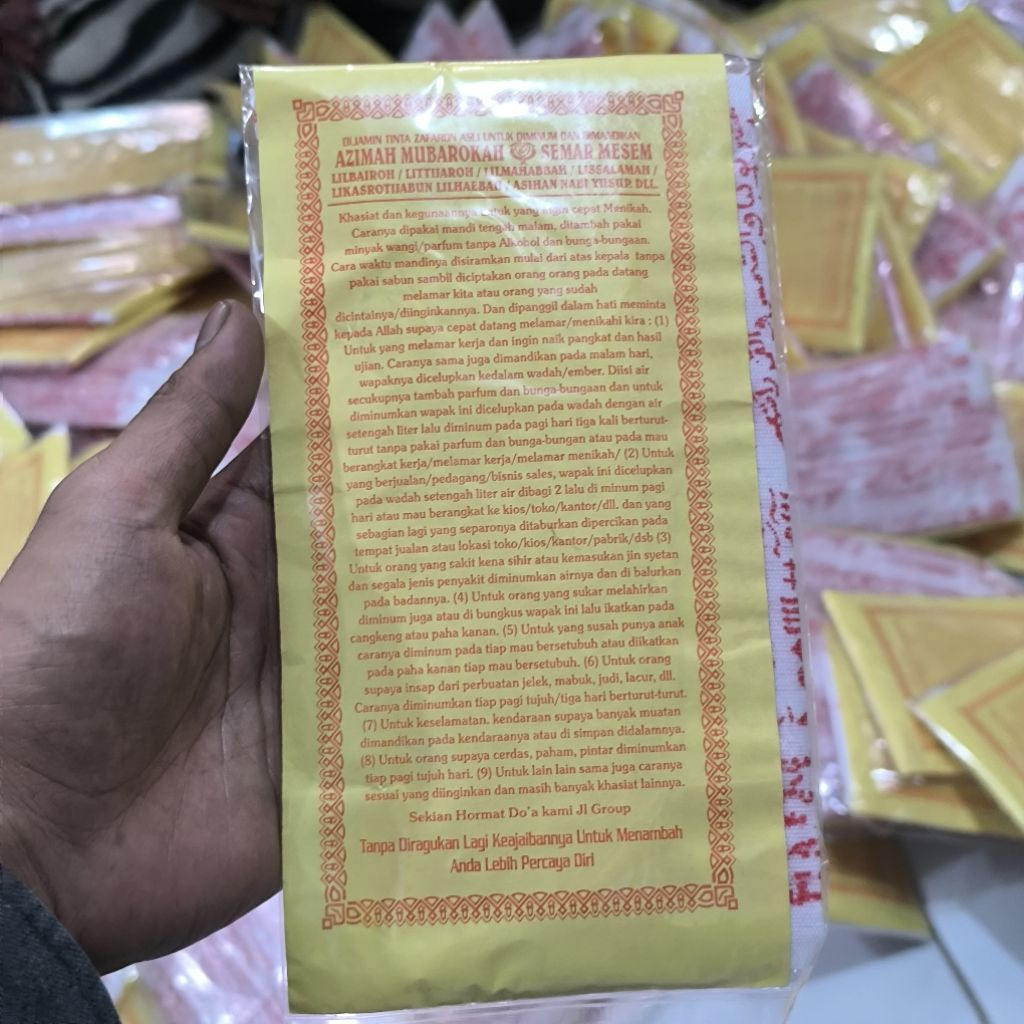 DIJAMIN TINTA ZAFARON ASLI UNTUK DIMINUM DAN DIMANDIKAN
AZIMAH MUBAROKAH SEMAR MESEM
LILBAIROH / LITTIJAROH / LILMAHABBAH / LISSALAMAH /
LIKASROTIJABUN LILHAEBAH / ASIHAN NABI YUSUP. DLL.
Khasiat dan kegunaannya untuk yang ingin cepat Menikah.
Caranya dipakai mandi tengah malam, ditambah pakai
minyak wangi/parfum tanpa Alkohol dan bunga-bungaan.
Cara waktu mandinya disiramkan mulai dari atas kepala tanpa
pakai sabun sambil diciptakan orang orang pada datang
melamar kita atau orang yang sudah
dicintainya/diinginkannya. Dan dipanggil dalam hati meminta
kepada Allah supaya cepat datang melamar/menikahi kira : (1)
Untuk yang melamar kerja dan ingin naik pangkat dan hasil
ujian. Caranya sama juga dimandikan pada malam hari,
wapaknya dicelupkan kedalam wadah/ember. Diisi air
secukupnya tambah parfum dan bunga-bungaan dan untuk
diminumkan wapak ini dicelupkan pada wadah dengan air
setengah liter lalu diminum pada pagi hari tiga kali berturut-
turut tanpa pakai parfum dan bunga-bungan atau pada mau
berangkat kerja/melamar kerja/melamar menikah/ (2) Untuk
yang berjualan/pedagang/bisnis sales, wapak ini dicelupkan
pada wadah setengah liter air dibagi 2 lalu di minum pagi
hari atau mau berangkat ke kios/toko/kantor/dll. dan yang
sebagian lagi yang separonya ditaburkan dipercikan pada
tempat jualan atau lokasi toko/kios/kantor/pabrik/dsb (3)
Untuk orang yang sakit kena sihir atau kemasukan jin syetan
dan segala jenis penyakit diminumkan airnya dan di balurkan
pada badannya. (4) Untuk orang yang sukar melahirkan
diminum juga atau di bungkus wapak ini lalu ikatkan pada
cangkeng atau paha kanan. (5) Untuk yang susah punya anak
caranya diminum pada tiap mau bersetubuh atau diikatkan
pada paha kanan tiap mau bersetubuh. (6) Untuk orang
supaya insap dari perbuatan jelek, mabuk, judi, lacur, dll.
Caranya diminumkan tiap pagi tujuh/tiga hari berturut-turut.
(7) Untuk keselamatan. kendaraan supaya banyak muatan
dimandikan pada kendaraanya atau di simpan didalamnya.
(8) Untuk orang supaya cerdas, paham, pintar diminumkan
tiap pagi tujuh hari. (9) Untuk lain lain sama juga caranya
sesuai yang diinginkan dan masih banyak khasiat lainnya.
Sekian Hormat Do'a kami Jl Group
Tanpa Diragukan Lagi Keajaibannya Untuk Menambah
Anda Lebih Percaya Diri